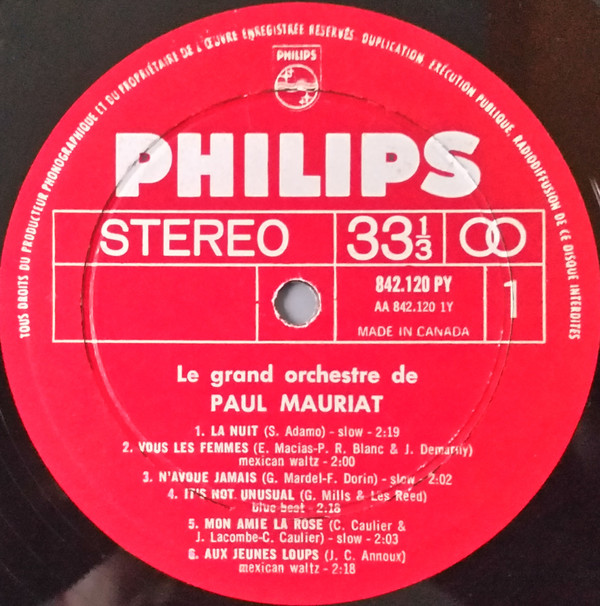 TOUS DROITS DU PRODUCTEUR PHONOGRAPHIQUE ET DU PROPRIÉTAIRE DE L'ŒUVRE ENREGISTRÉE RÉSERVÉS. DUPLICATION, EXÉCUTION PUBLIQUE, RADIODIFFUSION DE CE DISQUE INTERDITES
PHILIPS
PHILIPS
STEREO 33⅓
842.120 PY 1
AA 842.120 1Y
MADE IN CANADA
Le grand orchestre de
PAUL MAURIAT
1. LA NUIT (S. Adamo) - slow - 2:19
2. VOUS LES FEMMES (E. Macias-P. R. Blanc & J. Demarny)
mexican waltz - 2:00
3. N'AVOUE JAMAIS (G. Mardel-F. Dorin) - slow - 2:02
4. IT'S NOT UNUSUAL (G. Mills & Les Reed)
blue beat - 2.18
5. MON AMIE LA ROSE (C. Caulier &
J. Lacombe-C. Caulier) - slow - 2:03
6. AUX JEUNES LOUPS (J. C. Annoux)
mexican waltz - 2:18